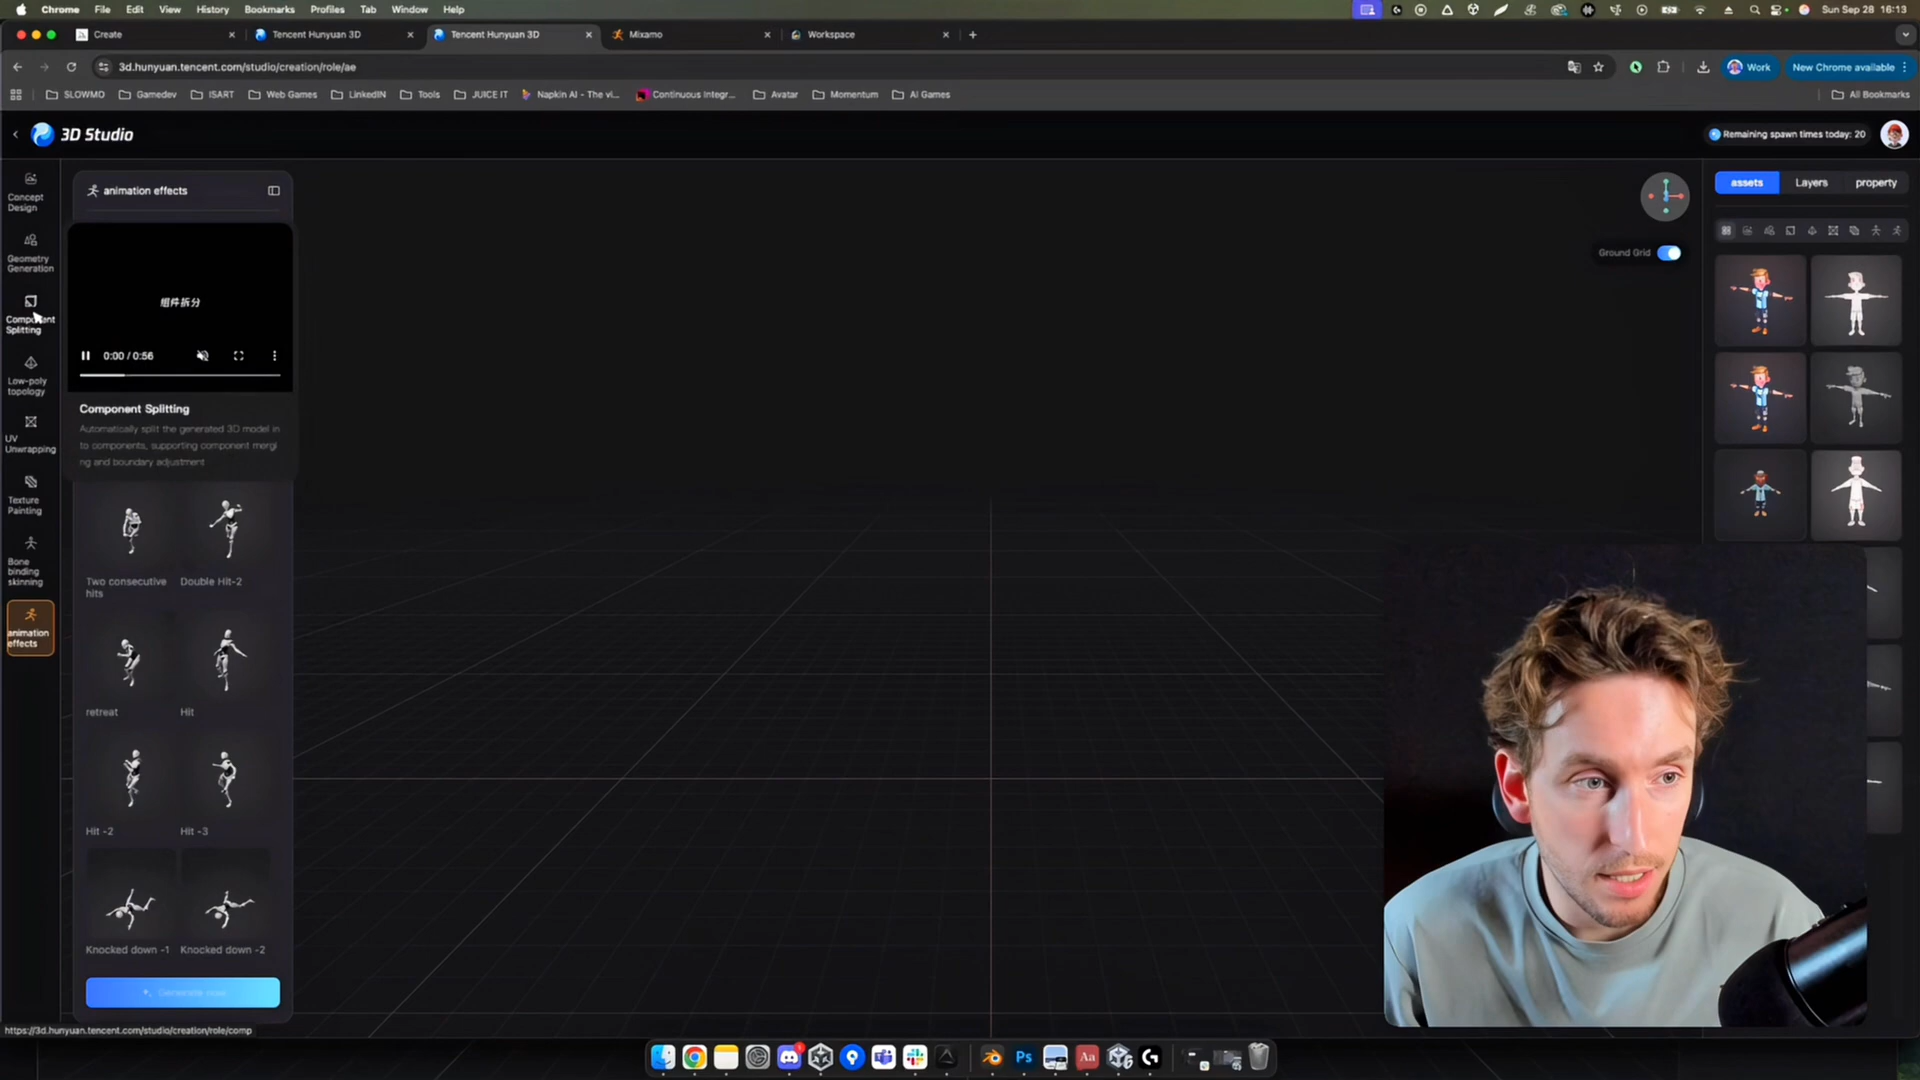 Chrome File Edit View History Bookmarks Profiles Tab Window Help
Sun Sep 28 16:13
Create
Tencent Hunyuan 3D
Tencent Hunyuan 3D
Mixamo
Workspace
3d.hunyuan.tencent.com/studio/creation/role/ae
Work
New Chrome available
SLOWMO
Gamedev
ISART
Web Games
LinkedIN
Tools
JUICE IT
Napkin AI - The vi...
Continuous Integr...
Avatar
Momentum
AI Games
All Bookmarks
3D Studio
Remaining spawn times today: 20
Concept
Design
Geometry
Generation
Component
Splitting
Low-poly
topology
UV
Unwrapping
Texture
Painting
Bone
binding
skinning
animation
effects
animation effects
组件拆分
0:00 / 0:56
Component Splitting
Automatically split the generated 3D model in
to components, supporting component mergi
ng and boundary adjustment
Two consecutive
hits
Double Hit-2
retreat
Hit
Hit -2
Hit -3
Knocked down -1
Knocked down -2
Generate now
Ground Grid
assets
Layers
property
https://3d.hunyuan.tencent.com/studio/creation/role/comp
Ps
Aa